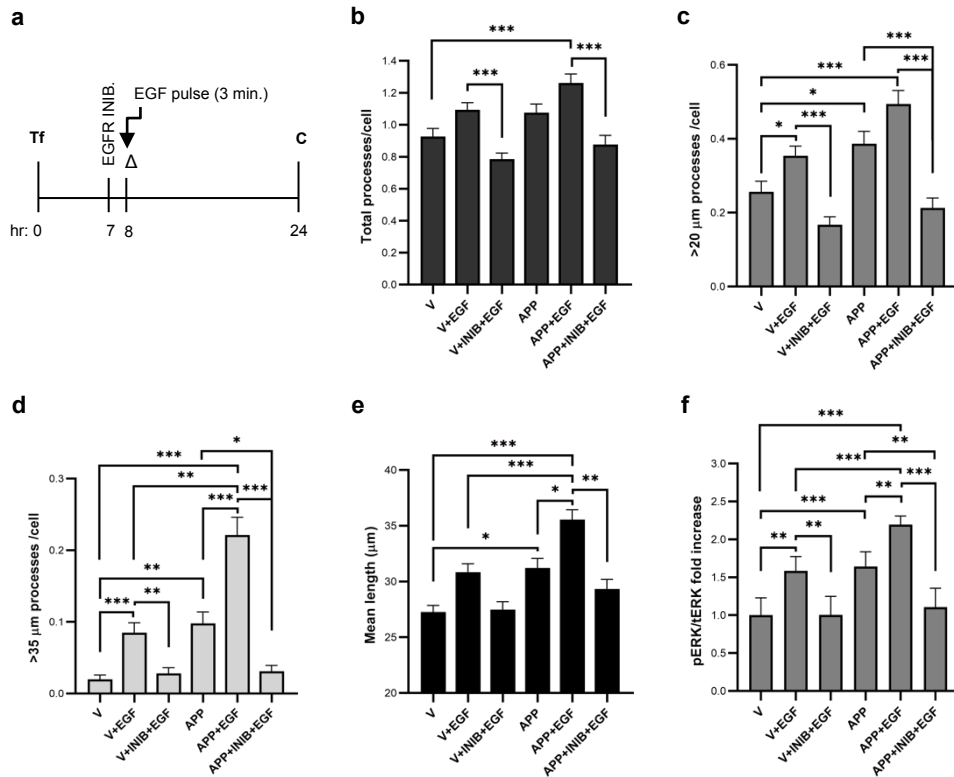 a
EGFR INIB.
EGF pulse (3 min.)
Tf
Δ
C
hr: 0
7
8
24
b
***
***
***
Total processes/cell
1.4
1.2
1.0
0.8
0.6
0.4
0.2
0.0
V
V+EGF
V+INIB+EGF
APP
APP+EGF
APP+INIB+EGF
c
***
***
***
*
*
***
>20 μm processes /cell
0.6
0.4
0.2
0.0
V
V+EGF
V+INIB+EGF
APP
APP+EGF
APP+INIB+EGF
d
*
***
**
***
***
**
***
**
>35 μm processes /cell
0.3
0.2
0.1
0.0
V
V+EGF
V+INIB+EGF
APP
APP+EGF
APP+INIB+EGF
e
***
***
*
**
*
Mean length (μm)
40
35
30
25
20
V
V+EGF
V+INIB+EGF
APP
APP+EGF
APP+INIB+EGF
f
***
**
***
**
***
***
**
**
pERK/tERK fold increase
3.0
2.5
2.0
1.5
1.0
0.5
0.0
V
V+EGF
V+INIB+EGF
APP
APP+EGF
APP+INIB+EGF